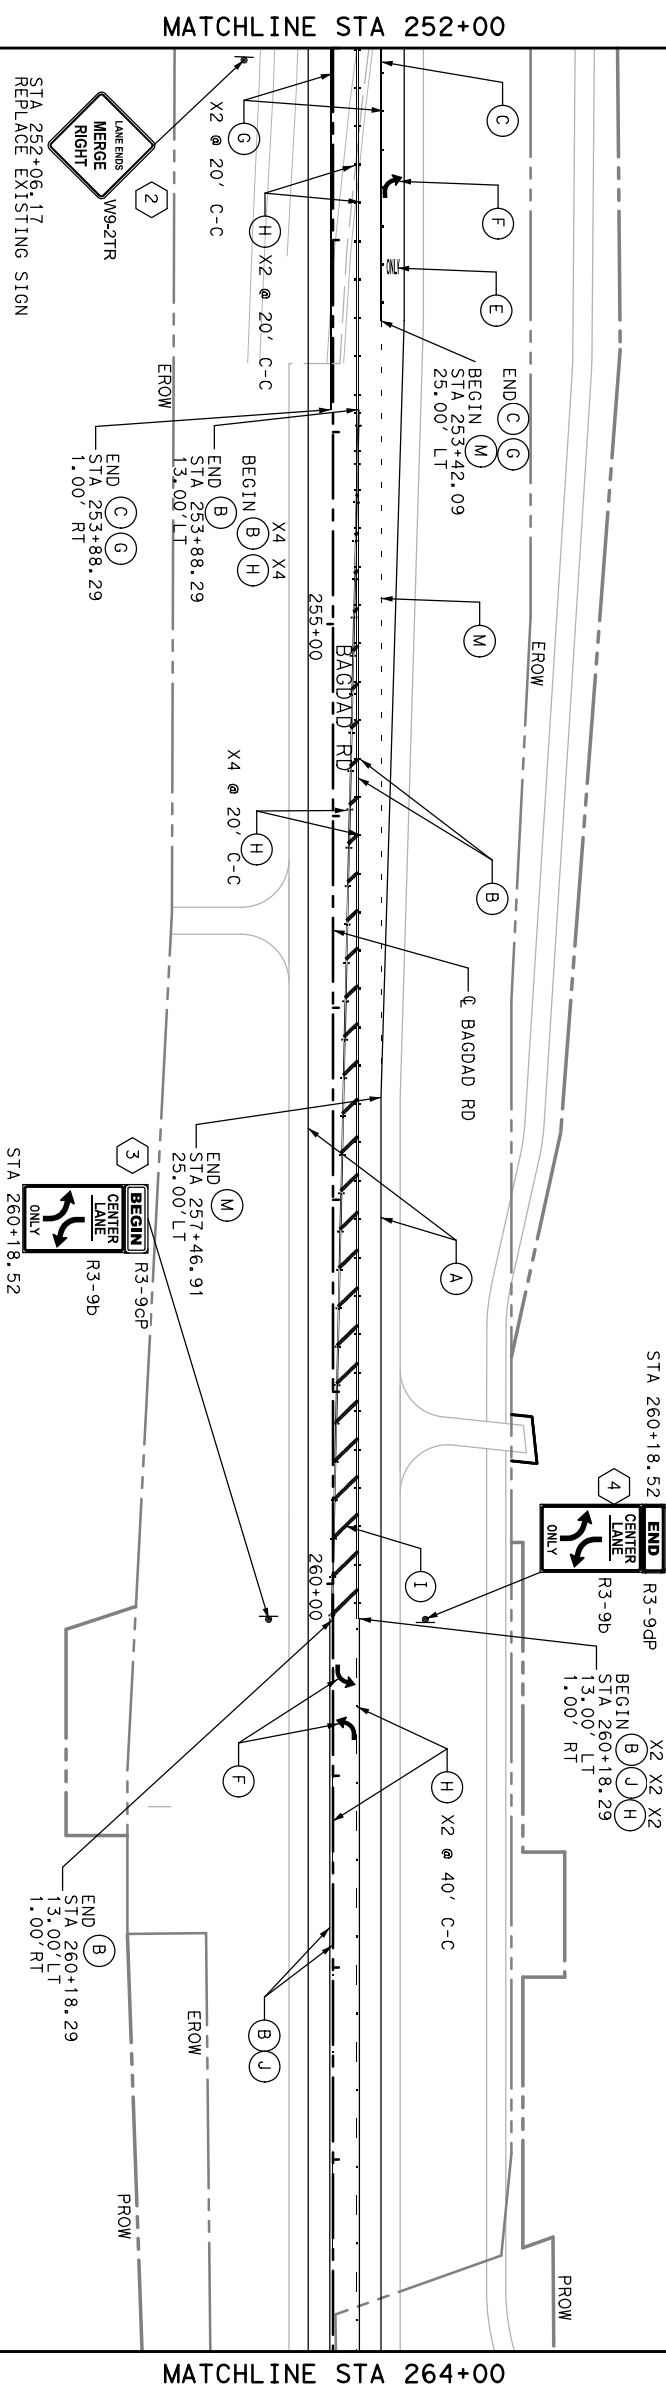 MATCHLINE STA 252+00
C
G
X2 @ 20' C-C
H
X2 @ 20' C-C
F
ONLY
E
LANE ENDS
MERGE
RIGHT
W9-2TR
2
STA 252+06.17
REPLACE EXISTING SIGN
END C G
BEGIN M
STA 253+42.09
25.00' LT
EROW
BEGIN B H
X4 X4
END B
STA 253+88.29
13.00' LT
END C G
STA 253+88.29
1.00' RT
255+00
BAGDAD RD
M
EROW
X4 @ 20' C-C
H
B
℄ BAGDAD RD
END M
STA 257+46.91
25.00' LT
A
3
BEGIN
CENTER
LANE
ONLY
R3-9cP
R3-9b
STA 260+18.52
STA 260+18.52
4
END
CENTER
LANE
ONLY
R3-9dP
R3-9b
I
260+00
X2 X2 X2
BEGIN B J H
STA 260+18.29
13.00' LT
1.00' RT
F
H
X2 @ 40' C-C
END B
STA 260+18.29
13.00' LT
1.00' RT
B J
EROW
PROW
PROW
MATCHLINE STA 264+00